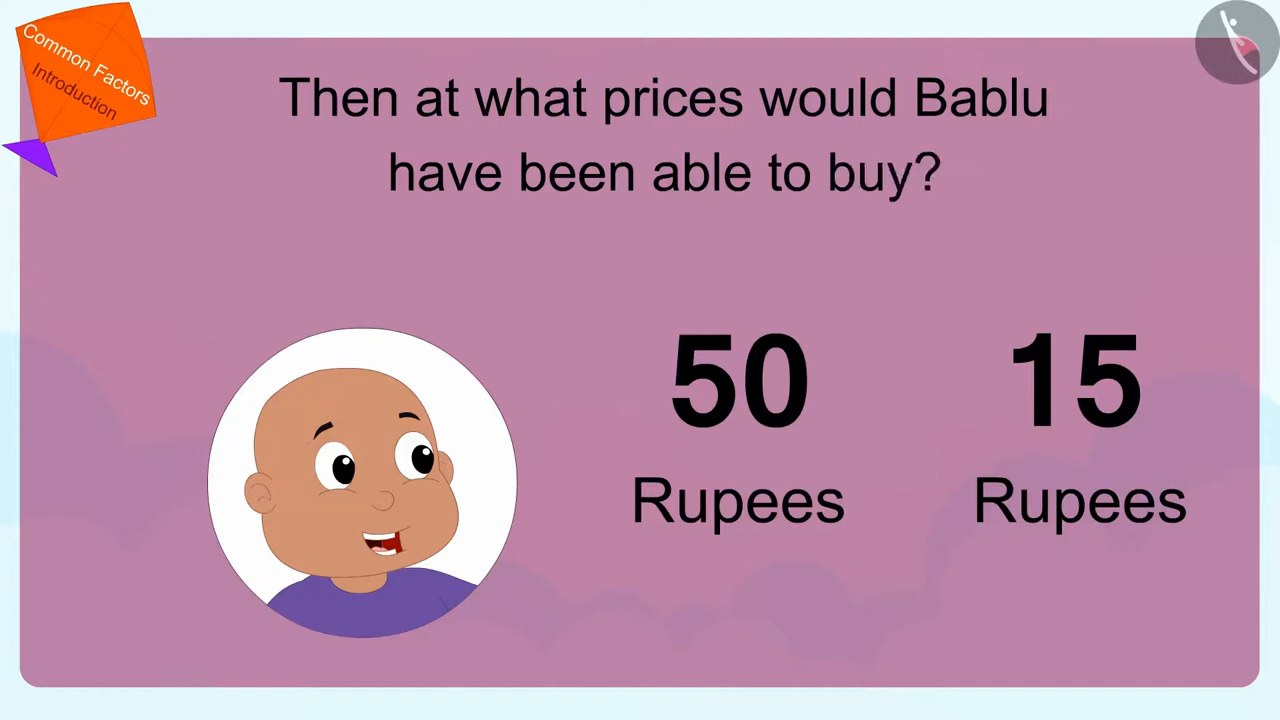 Common Factors
Introduction
Then at what prices would Bablu
have been able to buy?
50 15
Rupees Rupees